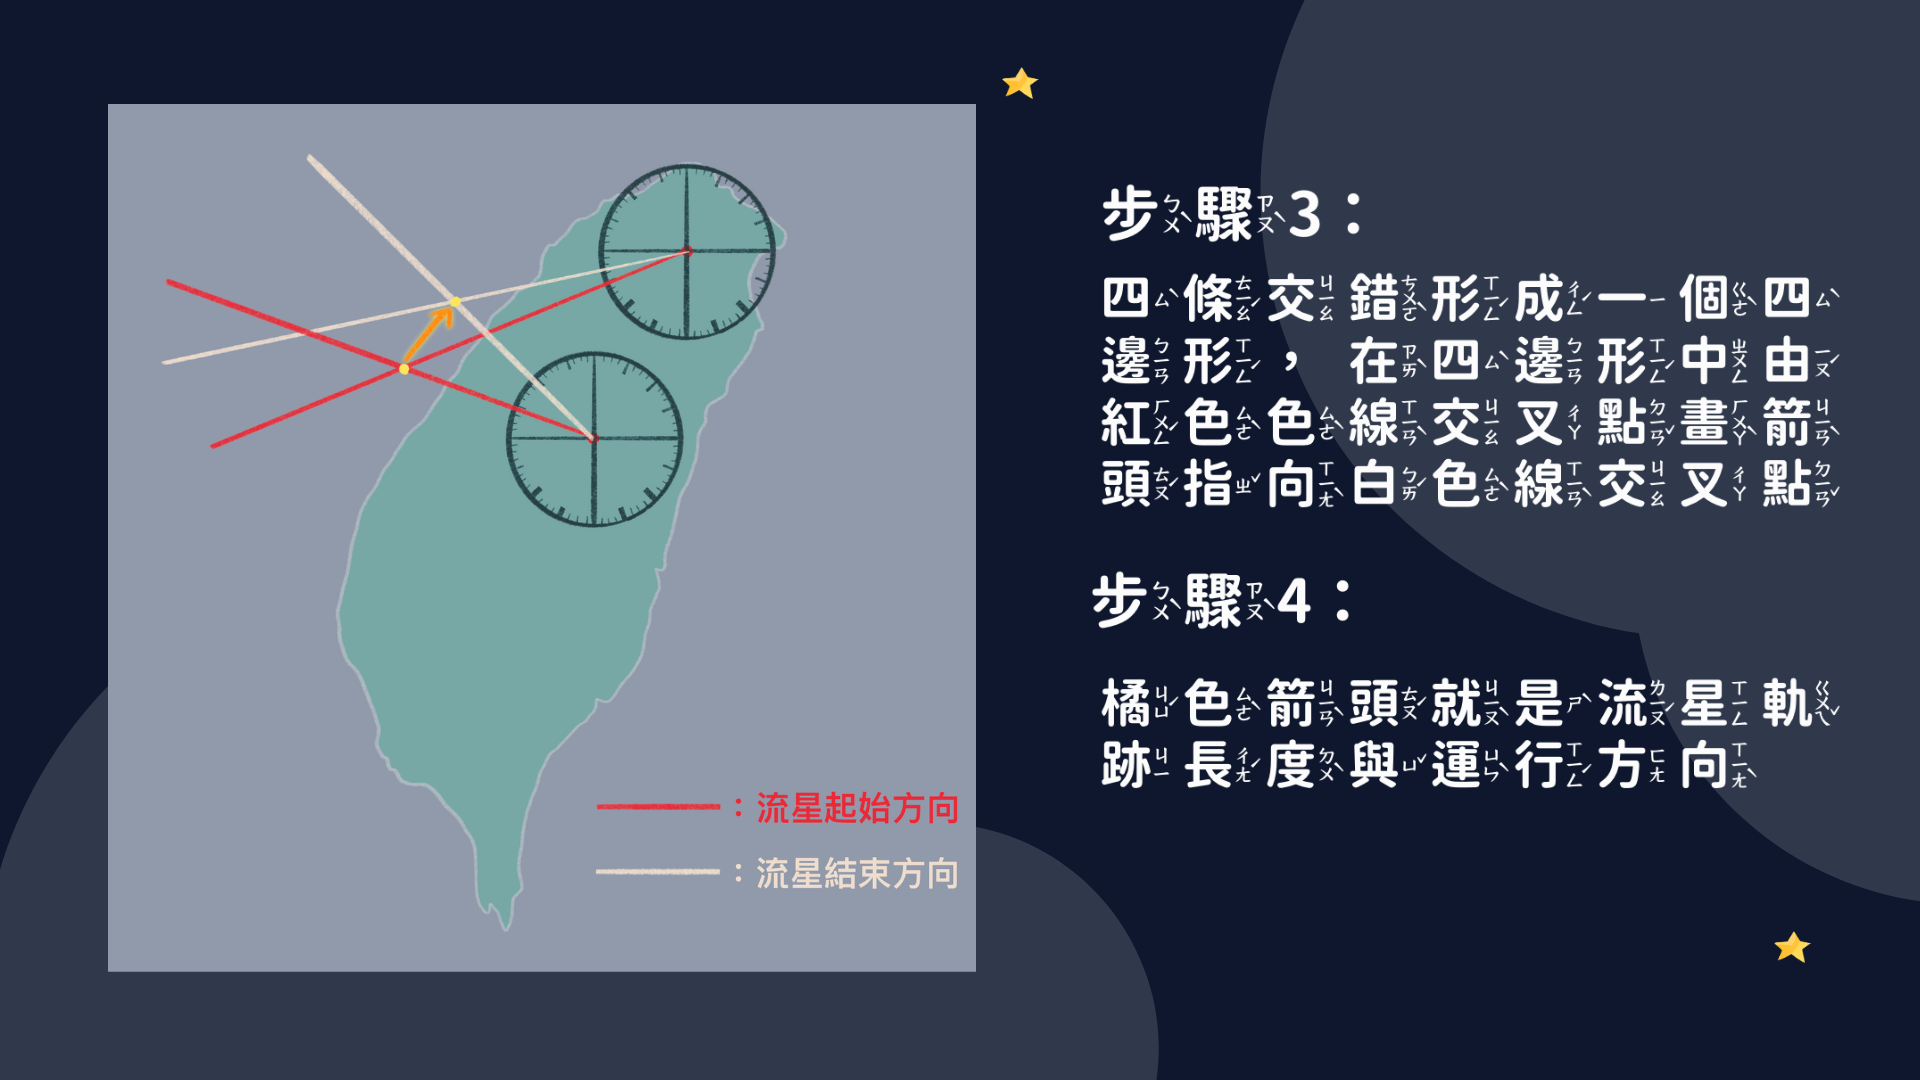 步驟3：
四條交錯形成一個四
邊形，在四邊形中由
紅色色線交叉點畫箭
頭指向白色線交叉點
步驟4：
橘色箭頭就是流星軌
跡長度與運行方向
：流星起始方向
：流星結束方向